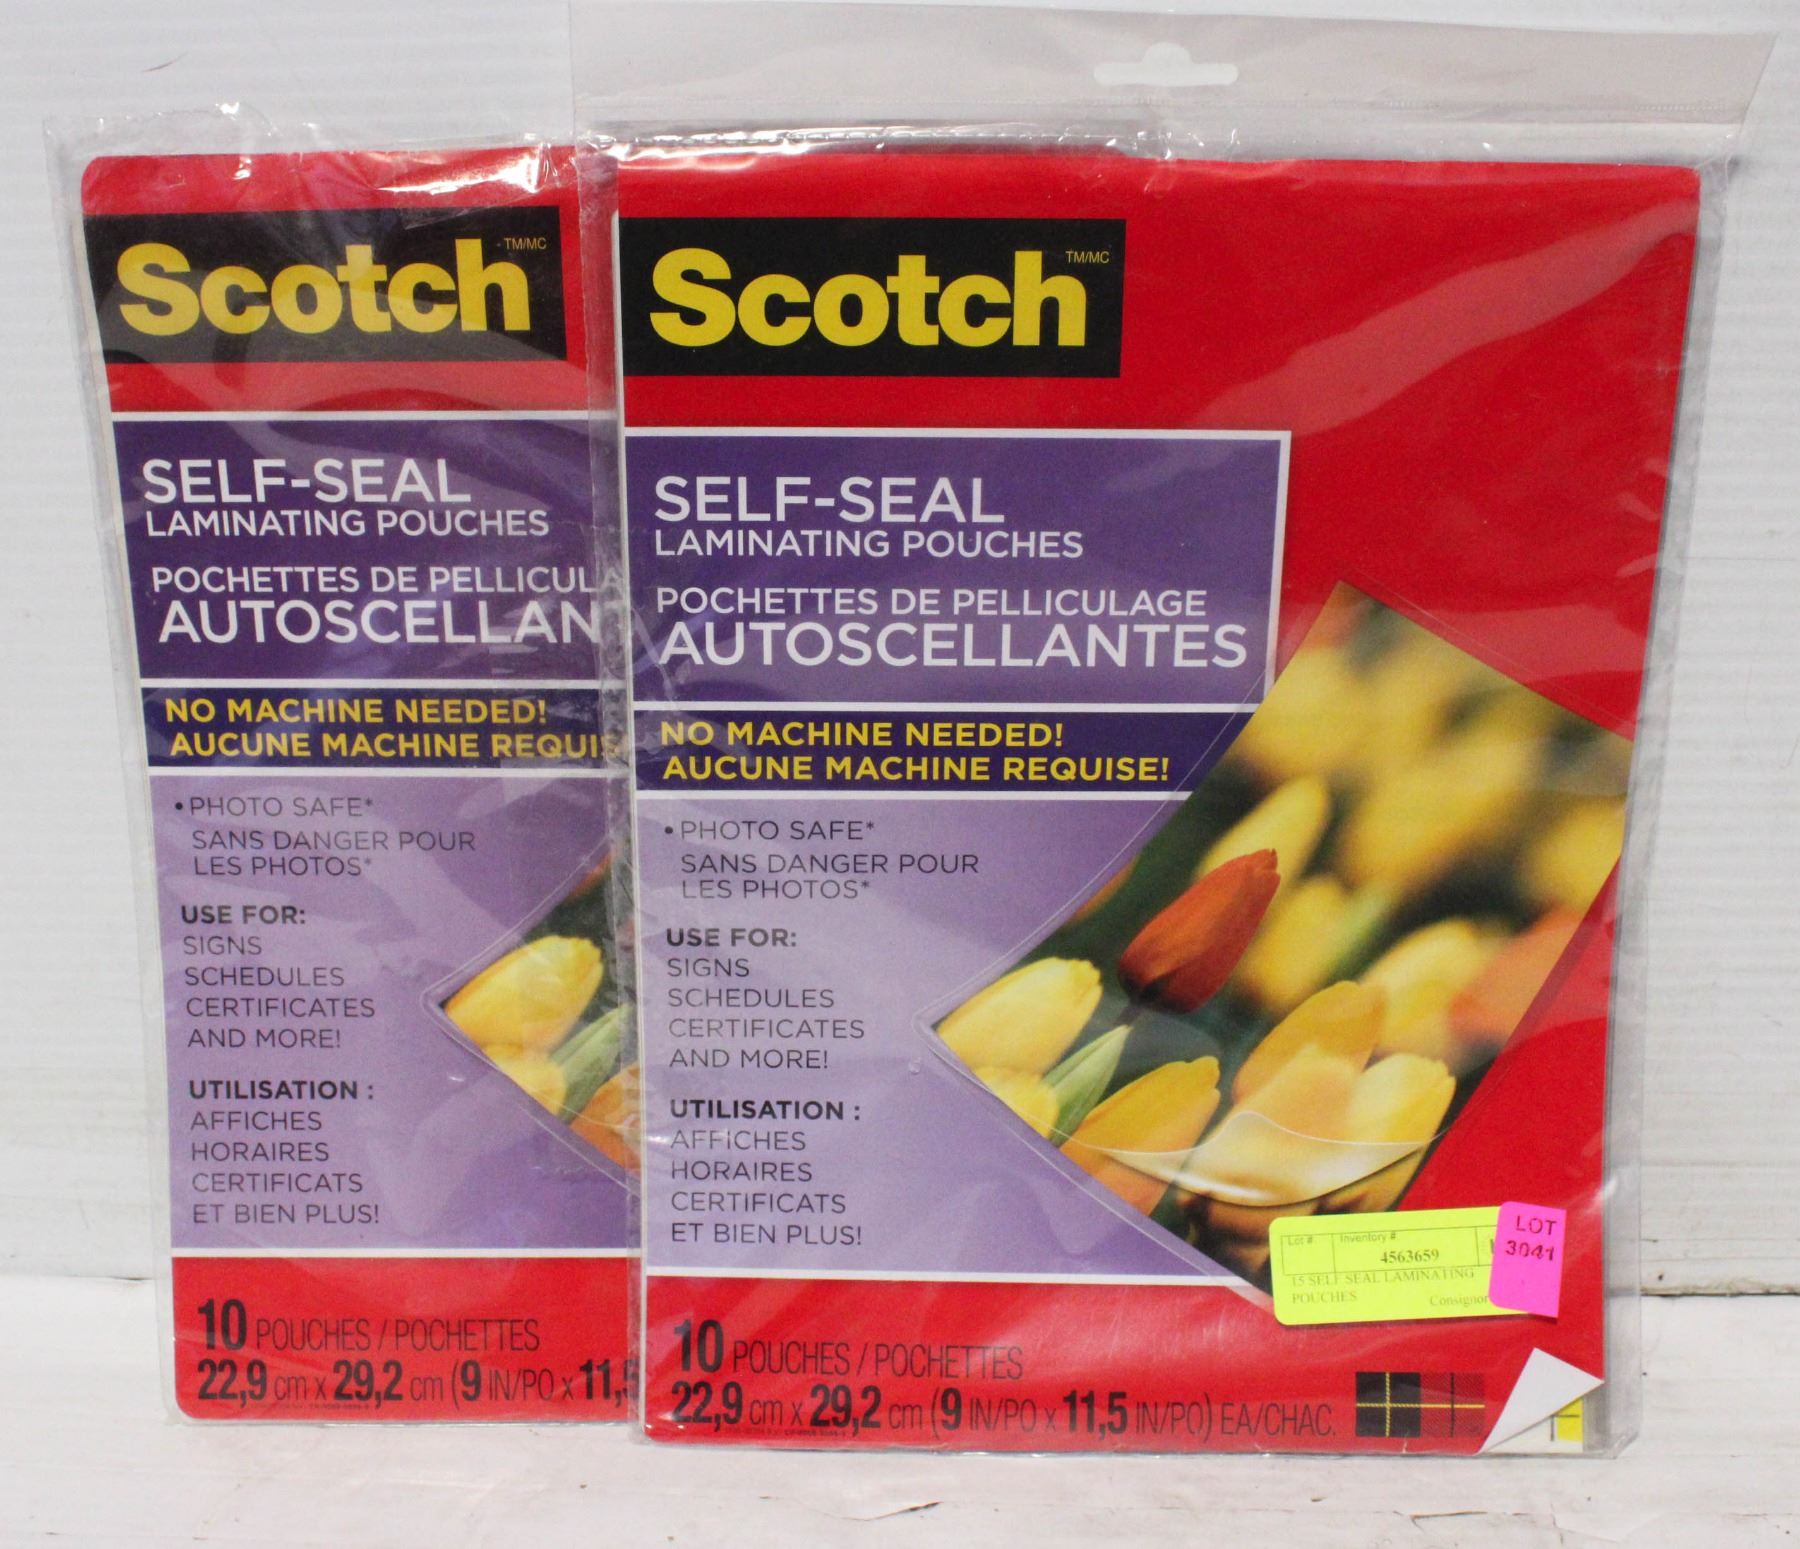 Scotch TM/MC
SELF-SEAL
LAMINATING POUCHES
POCHETTES DE PELLICULA
AUTOSCELLAN
NO MACHINE NEEDED!
AUCUNE MACHINE REQUIS
• PHOTO SAFE*
SANS DANGER POUR
LES PHOTOS*
USE FOR:
SIGNS
SCHEDULES
CERTIFICATES
AND MORE!
UTILISATION :
AFFICHES
HORAIRES
CERTIFICATS
ET BIEN PLUS!
10 POUCHES / POCHETTES
22,9 cm x 29,2 cm (9 IN/PO x 11,5
Scotch TM/MC
SELF-SEAL
LAMINATING POUCHES
POCHETTES DE PELLICULAGE
AUTOSCELLANTES
NO MACHINE NEEDED!
AUCUNE MACHINE REQUISE!
• PHOTO SAFE*
SANS DANGER POUR
LES PHOTOS*
USE FOR:
SIGNS
SCHEDULES
CERTIFICATES
AND MORE!
UTILISATION :
AFFICHES
HORAIRES
CERTIFICATS
ET BIEN PLUS!
10 POUCHES / POCHETTES
22,9 cm x 29,2 cm (9 IN/PO x 11,5 IN/PO) EA/CHAC.
Lot # Inventory #
4563659
15 SELF SEAL LAMINATING
POUCHES Consignor
LOT
3041